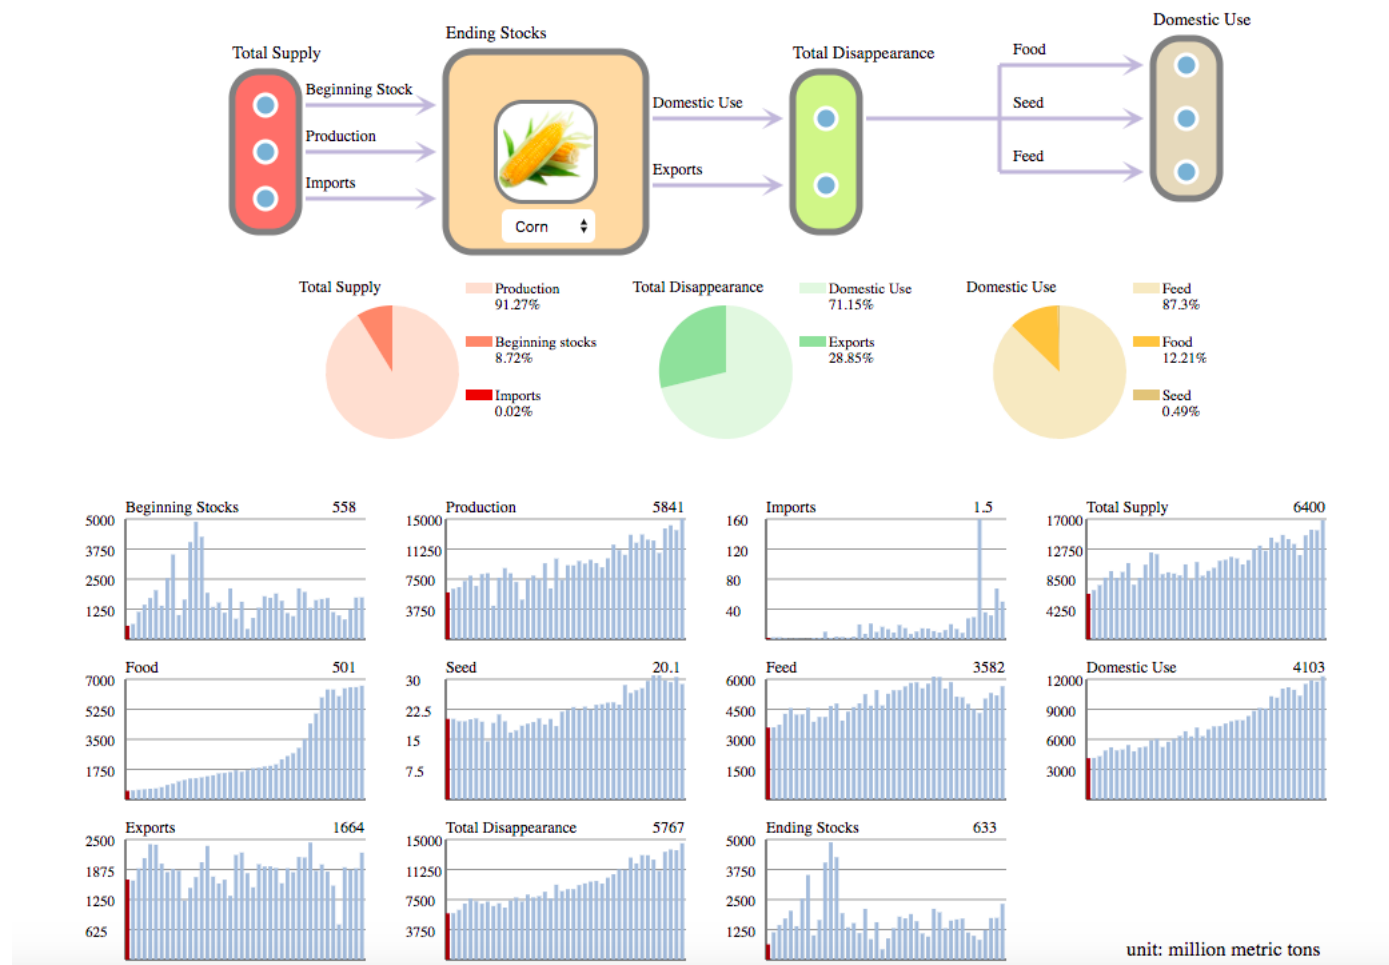 Domestic Use
Ending Stocks
Total Supply
Total Disappearance
Food
Beginning Stock
Domestic Use
Seed
Production
Exports
Feed
Imports
Corn
Total Supply
Production
91.27%
Beginning stocks
8.72%
Imports
0.02%
Total Disappearance
Domestic Use
71.15%
Exports
28.85%
Domestic Use
Feed
87.3%
Food
12.21%
Seed
0.49%
Beginning Stocks 558
5000
3750
2500
1250
Production 5841
15000
11250
7500
3750
Imports 1.5
160
120
80
40
Total Supply 6400
17000
12750
8500
4250
Food 501
7000
5250
3500
1750
Seed 20.1
30
22.5
15
7.5
Feed 3582
6000
4500
3000
1500
Domestic Use 4103
12000
9000
6000
3000
Exports 1664
2500
1875
1250
625
Total Disappearance 5767
15000
11250
7500
3750
Ending Stocks 633
5000
3750
2500
1250
unit: million metric tons